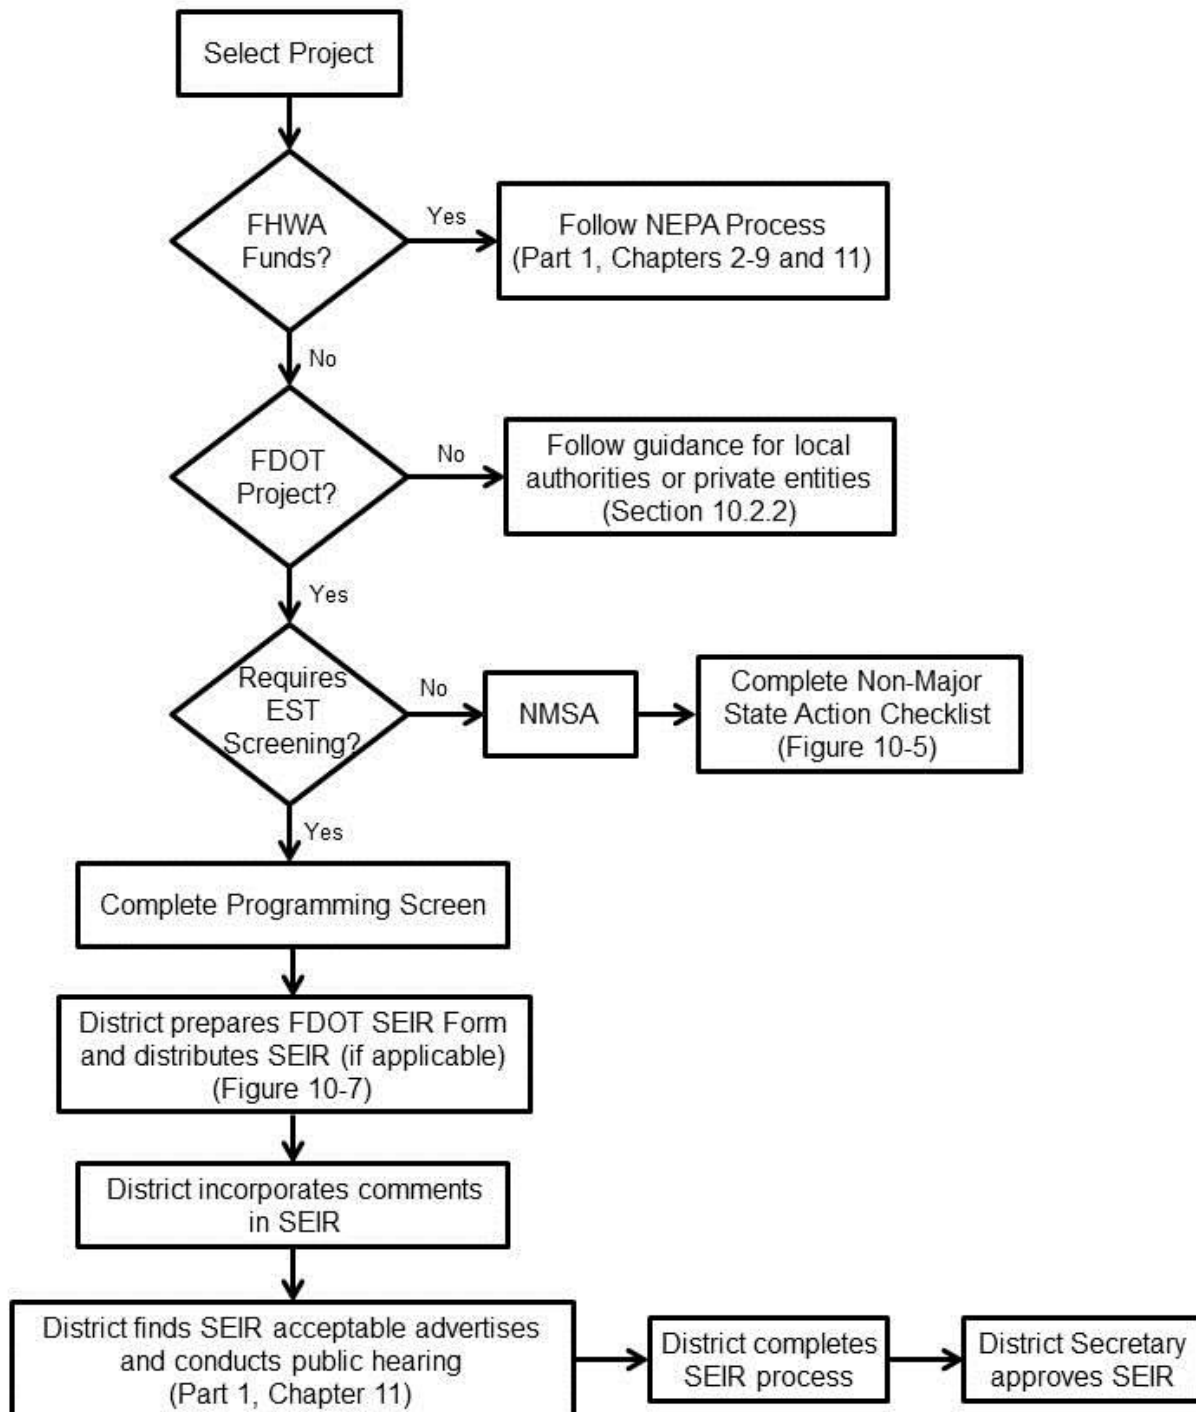 Select Project
FHWA
Funds?
Yes
Follow NEPA Process
(Part 1, Chapters 2-9 and 11)
No
FDOT
Project?
No
Follow guidance for local
authorities or private entities
(Section 10.2.2)
Yes
Requires
EST
Screening?
No
NMSA
Complete Non-Major
State Action Checklist
(Figure 10-5)
Yes
Complete Programming Screen
District prepares FDOT SEIR Form
and distributes SEIR (if applicable)
(Figure 10-7)
District incorporates comments
in SEIR
District finds SEIR acceptable advertises
and conducts public hearing
(Part 1, Chapter 11)
District completes
SEIR process
District Secretary
approves SEIR